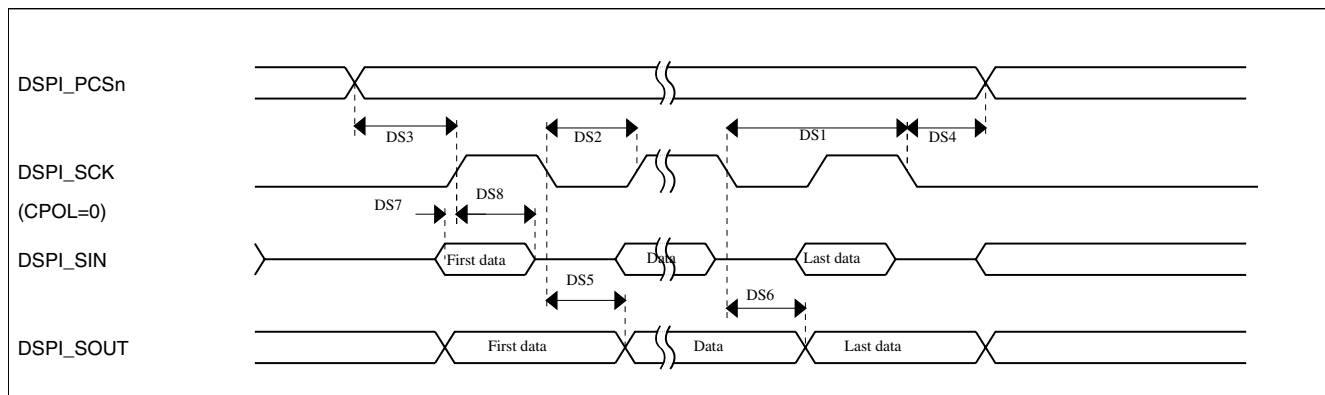 DSPI_PCSn
DS3
DS2
DS1
DS4
DSPI_SCK
(CPOL=0)
DS7
DS8
DSPI_SIN
First data
Data
Last data
DS5
DS6
DSPI_SOUT
First data
Data
Last data